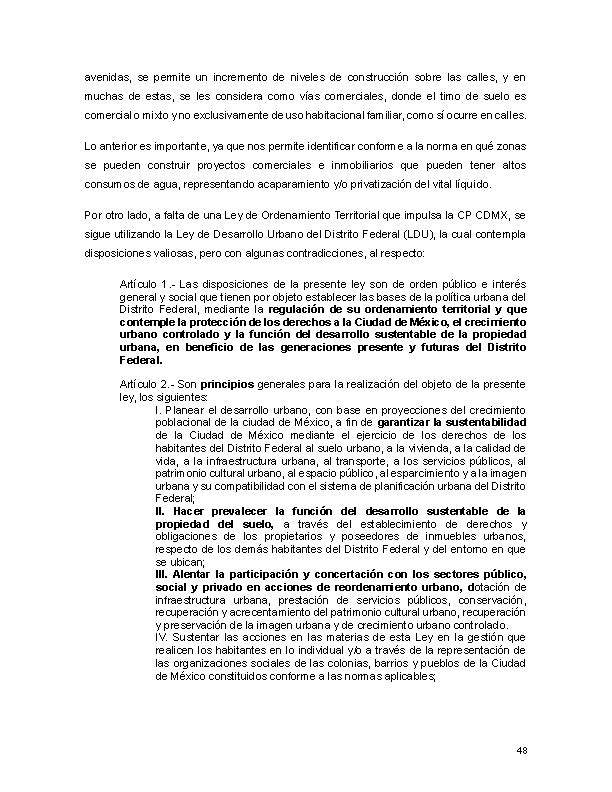 avenidas, se permite un incremento de niveles de construcción sobre las calles, y en
muchas de estas, se les considera como vías comerciales, donde el timo de suelo es
comercial o mixto y no exclusivamente de uso habitacional familiar, como sí ocurre en calles.
Lo anterior es importante, ya que nos permite identificar conforme a la norma en qué zonas
se pueden construir proyectos comerciales e inmobiliarios que pueden tener altos
consumos de agua, representando acaparamiento y/o privatización del vital líquido.
Por otro lado, a falta de una Ley de Ordenamiento Territorial que impulsa la CP CDMX, se
sigue utilizando la Ley de Desarrollo Urbano del Distrito Federal (LDU), la cual contempla
disposiciones valiosas, pero con algunas contradicciones, al respecto:
Artículo 1.- Las disposiciones de la presente ley son de orden público e interés
general y social que tienen por objeto establecer las bases de la política urbana del
Distrito Federal, mediante la regulación de su ordenamiento territorial y que
contemple la protección de los derechos a la Ciudad de México, el crecimiento
urbano controlado y la función del desarrollo sustentable de la propiedad
urbana, en beneficio de las generaciones presente y futuras del Distrito
Federal.
Artículo 2.- Son principios generales para la realización del objeto de la presente
ley, los siguientes:
I. Planear el desarrollo urbano, con base en proyecciones del crecimiento
poblacional de la ciudad de México, a fin de garantizar la sustentabilidad
de la Ciudad de México mediante el ejercicio de los derechos de los
habitantes del Distrito Federal al suelo urbano, a la vivienda, a la calidad de
vida, a la infraestructura urbana, al transporte, a los servicios públicos, al
patrimonio cultural urbano, al espacio público, al esparcimiento y a la imagen
urbana y su compatibilidad con el sistema de planificación urbana del Distrito
Federal;
II. Hacer prevalecer la función del desarrollo sustentable de la
propiedad del suelo, a través del establecimiento de derechos y
obligaciones de los propietarios y poseedores de inmuebles urbanos,
respecto de los demás habitantes del Distrito Federal y del entorno en que
se ubican;
III. Alentar la participación y concertación con los sectores público,
social y privado en acciones de reordenamiento urbano, dotación de
infraestructura urbana, prestación de servicios públicos, conservación,
recuperación y acrecentamiento del patrimonio cultural urbano, recuperación
y preservación de la imagen urbana y de crecimiento urbano controlado.
IV. Sustentar las acciones en las materias de esta Ley en la gestión que
realicen los habitantes en lo individual y/o a través de la representación de
las organizaciones sociales de las colonias, barrios y pueblos de la Ciudad
de México constituidos conforme a las normas aplicables;
48